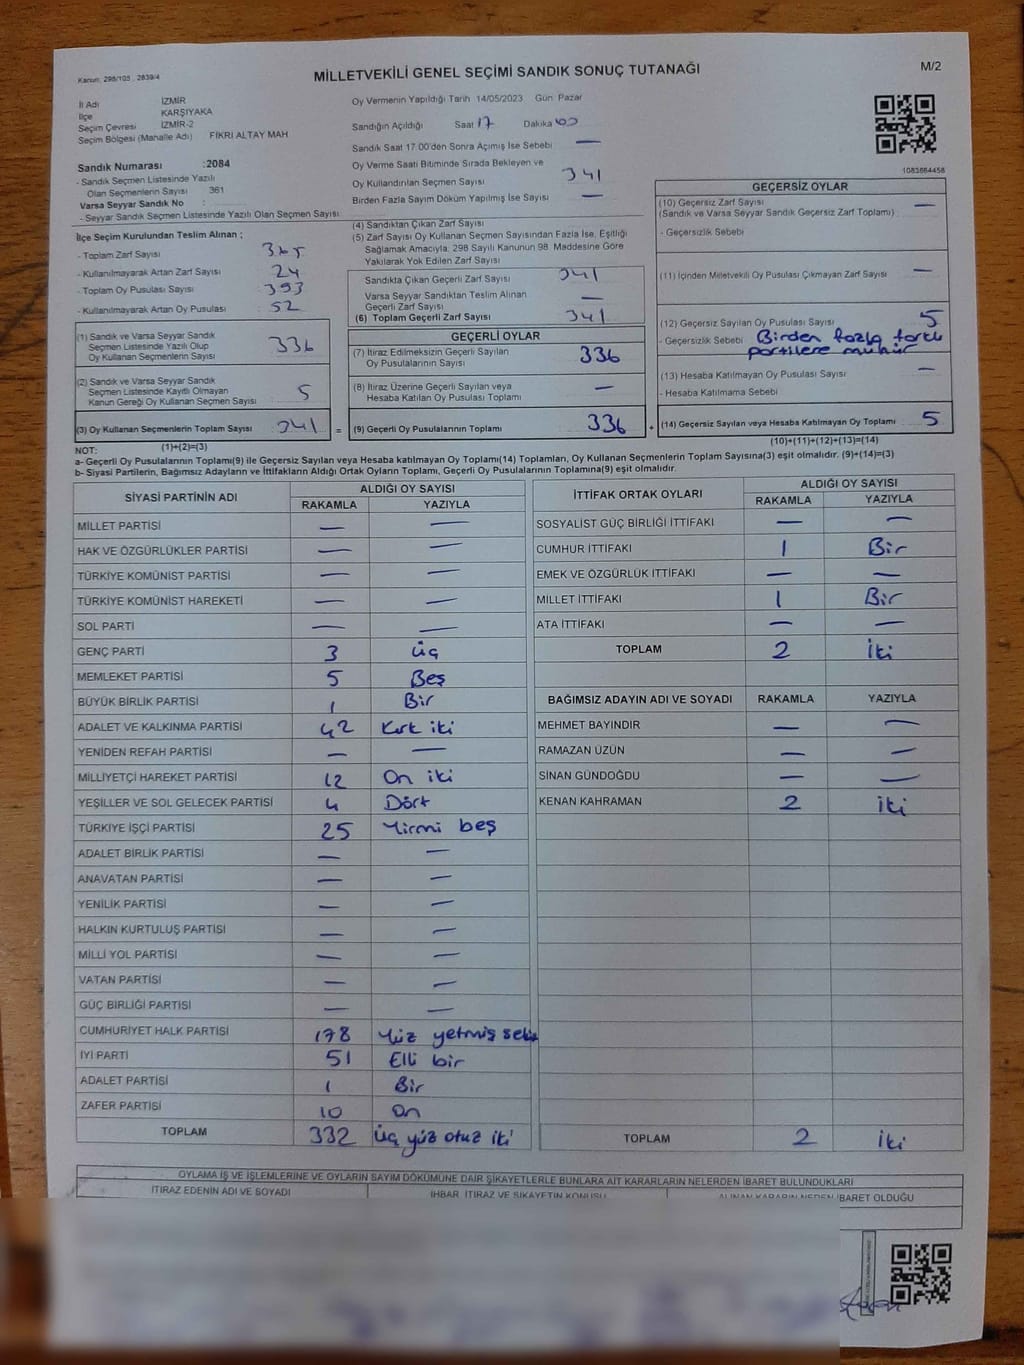 Kanun: 298/105 , 2839/4
MİLLETVEKİLİ GENEL SEÇİMİ SANDIK SONUÇ TUTANAĞI
M/2
İl Adı İZMİR
İlçe KARŞIYAKA
Seçim Çevresi İZMİR-2
Seçim Bölgesi (Mahalle Adı) FİKRİ ALTAY MAH
Sandık Numarası :2084
- Sandık Seçmen Listesinde Yazılı
Olan Seçmenlerin Sayısı 361
Varsa Seyyar Sandık No :
- Seyyar Sandık Seçmen Listesinde Yazılı Olan Seçmen Sayısı
Oy Vermenin Yapıldığı Tarih 14/05/2023 Gün Pazar
Sandığın Açıldığı Saat 17 Dakika 00
Sandık Saat 17:00'den Sonra Açımış İse Sebebi —
Oy Verme Saati Bitiminde Sırada Bekleyen ve
Oy Kullandırılan Seçmen Sayısı 341
Birden Fazla Sayım Döküm Yapılmış İse Sayısı —
1083664458
İlçe Seçim Kurulundan Teslim Alınan ;
- Toplam Zarf Sayısı : 365
- Kullanılmayarak Artan Zarf Sayısı : 24
- Toplam Oy Pusulası Sayısı : 393
- Kullanılmayarak Artan Oy Pusulası : 52
(1) Sandık ve Varsa Seyyar Sandık
Seçmen Listesinde Yazılı Olup
Oy Kullanan Seçmenlerin Sayısı 336
(2) Sandık ve Varsa Seyyar Sandık
Seçmen Listesinde Kayıtlı Olmayan
Kanun Gereği Oy Kullanan Seçmen Sayısı 5
(3) Oy Kullanan Seçmenlerin Toplam Sayısı 341 =
(1)+(2)=(3)
(4) Sandıktan Çıkan Zarf Sayısı
(5) Zarf Sayısı Oy Kullanan Seçmen Sayısından Fazla İse, Eşitliği
Sağlamak Amacıyla; 298 Sayılı Kanunun 98. Maddesine Göre
Yakılarak Yok Edilen Zarf Sayısı
Sandıkta Çıkan Geçerli Zarf Sayısı 341
Varsa Seyyar Sandıktan Teslim Alınan
Geçerli Zarf Sayısı —
(6) Toplam Geçerli Zarf Sayısı 341
GEÇERLİ OYLAR
(7) İtiraz Edilmeksizin Geçerli Sayılan
Oy Pusulalarının Sayısı 336
(8) İtiraz Üzerine Geçerli Sayılan veya
Hesaba Katılan Oy Pusulası Toplamı —
(9) Geçerli Oy Pusulalarının Toplamı 336 +
GEÇERSİZ OYLAR
(10) Geçersiz Zarf Sayısı
(Sandık ve Varsa Seyyar Sandık Geçersiz Zarf Toplamı) —
- Geçersizlik Sebebi
(11) İçinden Milletvekili Oy Pusulası Çıkmayan Zarf Sayısı —
(12) Geçersiz Sayılan Oy Pusulası Sayısı 5
- Geçersizlik Sebebi Birden fazla farklı
partilere mühür
(13) Hesaba Katılmayan Oy Pusulası Sayısı —
- Hesaba Katılmama Sebebi
(14) Geçersiz Sayılan veya Hesaba Katılmayan Oy Toplamı 5
(10)+(11)+(12)+(13)=(14)
NOT:
a- Geçerli Oy Pusulalarının Toplamı(9) ile Geçersiz Sayılan veya Hesaba katılmayan Oy Toplamı(14) Toplamları, Oy Kullanan Seçmenlerin Toplam Sayısına(3) eşit olmalıdır. (9)+(14)=(3)
b- Siyasi Partilerin, Bağımsız Adayların ve İttifakların Aldığı Ortak Oyların Toplamı, Geçerli Oy Pusulalarının Toplamına(9) eşit olmalıdır.
SİYASİ PARTİNİN ADI ALDIĞI OY SAYISI
RAKAMLA YAZIYLA
MİLLET PARTİSİ — —
HAK VE ÖZGÜRLÜKLER PARTİSİ — —
TÜRKİYE KOMÜNİST PARTİSİ — —
TÜRKİYE KOMÜNİST HAREKETİ — —
SOL PARTİ — —
GENÇ PARTİ 3 Üç
MEMLEKET PARTİSİ 5 Beş
BÜYÜK BİRLİK PARTİSİ 1 Bir
ADALET VE KALKINMA PARTİSİ 42 Kırk iki
YENİDEN REFAH PARTİSİ — —
MİLLİYETÇİ HAREKET PARTİSİ 12 On iki
YEŞİLLER VE SOL GELECEK PARTİSİ 4 Dört
TÜRKİYE İŞÇİ PARTİSİ 25 Yirmi beş
ADALET BİRLİK PARTİSİ — —
ANAVATAN PARTİSİ — —
YENİLİK PARTİSİ — —
HALKIN KURTULUŞ PARTİSİ — —
MİLLİ YOL PARTİSİ — —
VATAN PARTİSİ — —
GÜÇ BİRLİĞİ PARTİSİ — —
CUMHURİYET HALK PARTİSİ 178 Yüz yetmiş sekiz
İYİ PARTİ 51 Elli bir
ADALET PARTİSİ 1 Bir
ZAFER PARTİSİ 10 On
TOPLAM 332 Üç yüz otuz iki
İTTİFAK ORTAK OYLARI ALDIĞI OY SAYISI
RAKAMLA YAZIYLA
SOSYALİST GÜÇ BİRLİĞİ İTTİFAKI — —
CUMHUR İTTİFAKI 1 Bir
EMEK VE ÖZGÜRLÜK İTTİFAKI — —
MİLLET İTTİFAKI 1 Bir
ATA İTTİFAKI — —
TOPLAM 2 İki
BAĞIMSIZ ADAYIN ADI VE SOYADI RAKAMLA YAZIYLA
MEHMET BAYINDIR — —
RAMAZAN ÜZÜN — —
SİNAN GÜNDOĞDU — —
KENAN KAHRAMAN 2 İki
TOPLAM 2 İki
OYLAMA İŞ VE İŞLEMLERİNE VE OYLARIN SAYIM DÖKÜMÜNE DAİR ŞİKAYETLERLE BUNLARA AİT KARARLARIN NELERDEN İBARET BULUNDUKLARI
İTİRAZ EDENİN ADI VE SOYADI İHBAR, İTİRAZ VE ŞİKAYETİN KONUSU ALINAN KARARIN NEDEN İBARET OLDUĞU